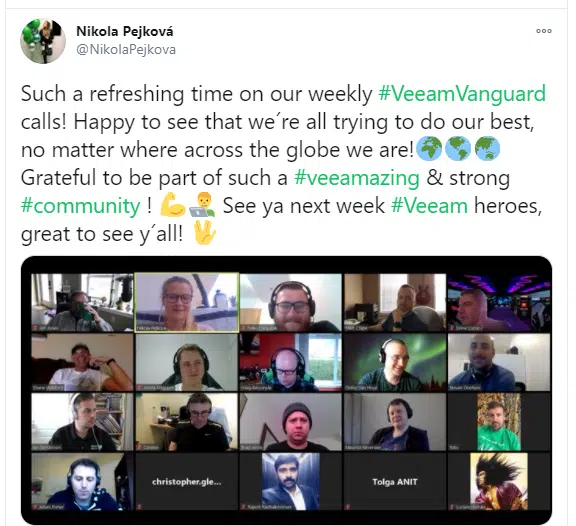 Nikola Pejková
@NikolaPejkova
Such a refreshing time on our weekly #VeeamVanguard
calls! Happy to see that we´re all trying to do our best,
no matter where across the globe we are!🌍🌎🌏
Grateful to be part of such a #veeamazing & strong
#community ! 💪👨‍💻 See ya next week #Veeam heroes,
great to see y´all! 🖖
christopher.gle...
Tolga ANIT